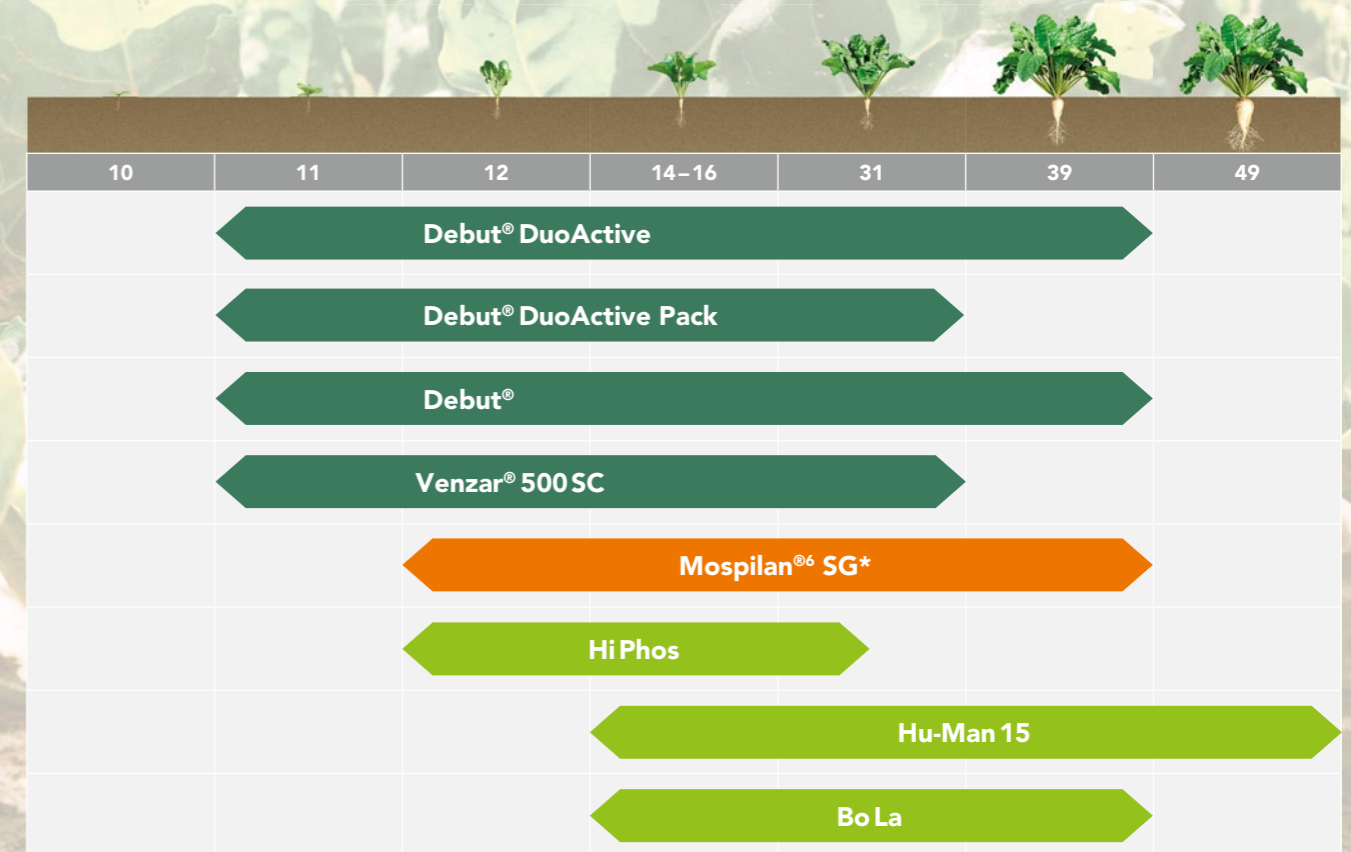 10 11 12 14–16 31 39 49
Debut® DuoActive
Debut® DuoActive Pack
Debut®
Venzar® 500 SC
Mospilan®⁶ SG*
Hi Phos
Hu-Man 15
Bo La